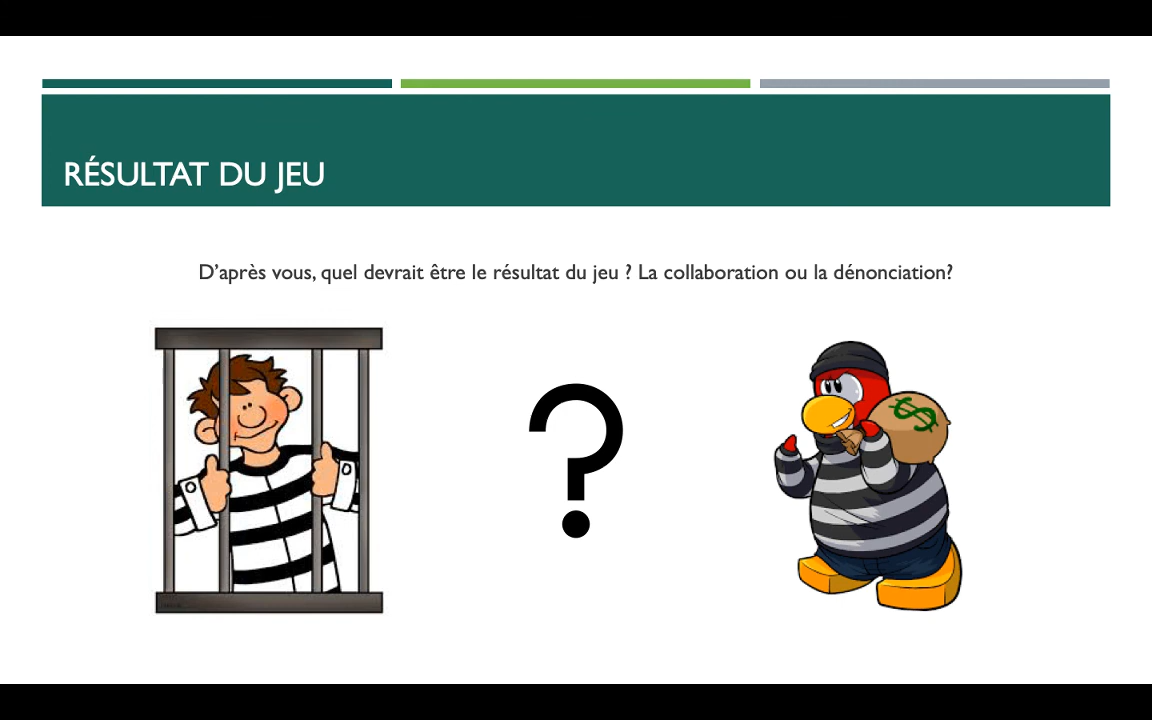 RÉSULTAT DU JEU
D'après vous, quel devrait être le résultat du jeu ? La collaboration ou la dénonciation?
?
$